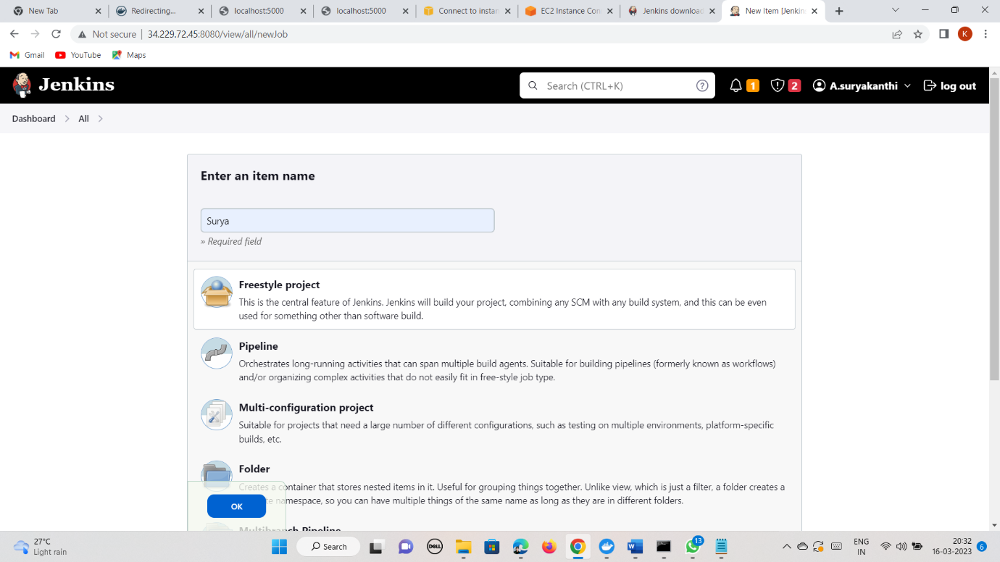 New Tab
Redirecting...
localhost:5000
localhost:5000
Connect to instan
EC2 Instance Con
Jenkins download
New Item [Jenkin
Not secure
34.229.72.45:8080/view/all/newJob
K
Gmail
YouTube
Maps
Jenkins
Search (CTRL+K)
?
1
2
A.suryakanthi
log out
Dashboard
All
Enter an item name
Surya
» Required field
Freestyle project
This is the central feature of Jenkins. Jenkins will build your project, combining any SCM with any build system, and this can be even
used for something other than software build.
Pipeline
Orchestrates long-running activities that can span multiple build agents. Suitable for building pipelines (formerly known as workflows)
and/or organizing complex activities that do not easily fit in free-style job type.
Multi-configuration project
Suitable for projects that need a large number of different configurations, such as testing on multiple environments, platform-specific
builds, etc.
Folder
Creates a container that stores nested items in it. Useful for grouping things together. Unlike view, which is just a filter, a folder creates a
namespace, so you can have multiple things of the same name as long as they are in different folders.
OK
Multibranch Pipeline
27°C
Light rain
Search
DELL
13
ENG
IN
20:32
16-03-2023
6